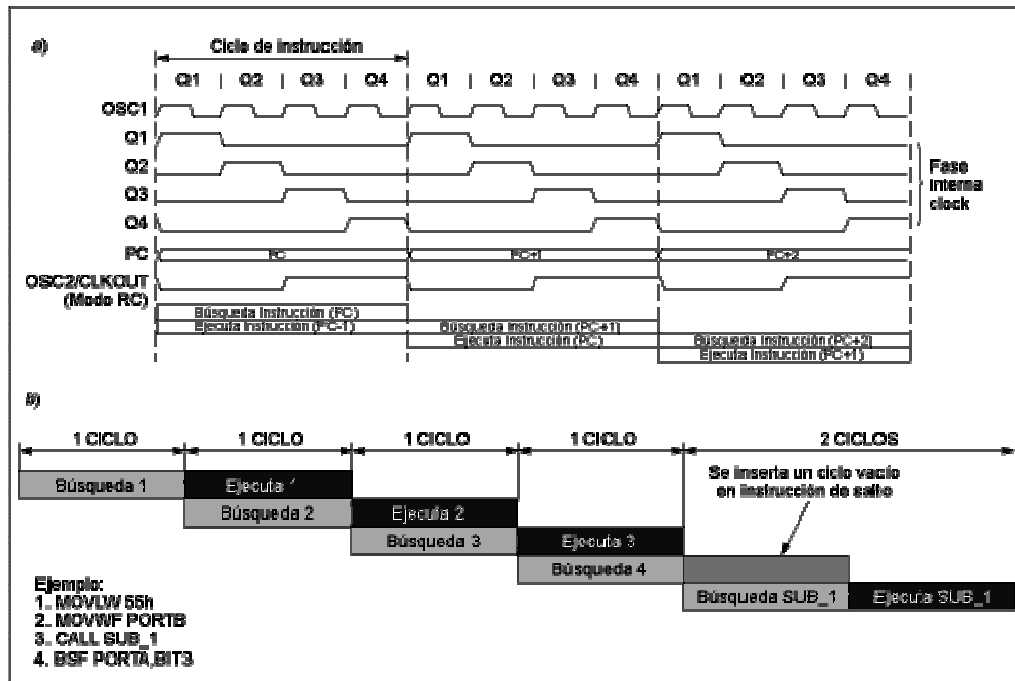 a)
Ciclo de Instrucción
Q1 | Q2 | Q3 | Q4 | Q1 | Q2 | Q3 | Q4 | Q1 | Q2 | Q3 | Q4
OSC1
Q1
Q2
Q3
Q4
Fase
Interna
clock
PC
PC PC+1 PC+2
OSC2/CLKOUT
(Modo RC)
Búsqueda Instrucción (PC)
Ejecuta Instrucción (PC-1)
Búsqueda Instrucción (PC+1)
Ejecuta Instrucción (PC)
Búsqueda Instrucción (PC+2)
Ejecuta Instrucción (PC+1)
b)
1 CICLO 1 CICLO 1 CICLO 1 CICLO 2 CICLOS
Se inserta un ciclo vacío
en instrucción de salto
Búsqueda 1 Ejecuta 1
Búsqueda 2 Ejecuta 2
Búsqueda 3 Ejecuta 3
Búsqueda 4
Búsqueda SUB_1 Ejecuta SUB_1
Ejemplo:
1. MOVLW 55h
2. MOVWF PORTB
3. CALL SUB_1
4. BSF PORTA,BIT3